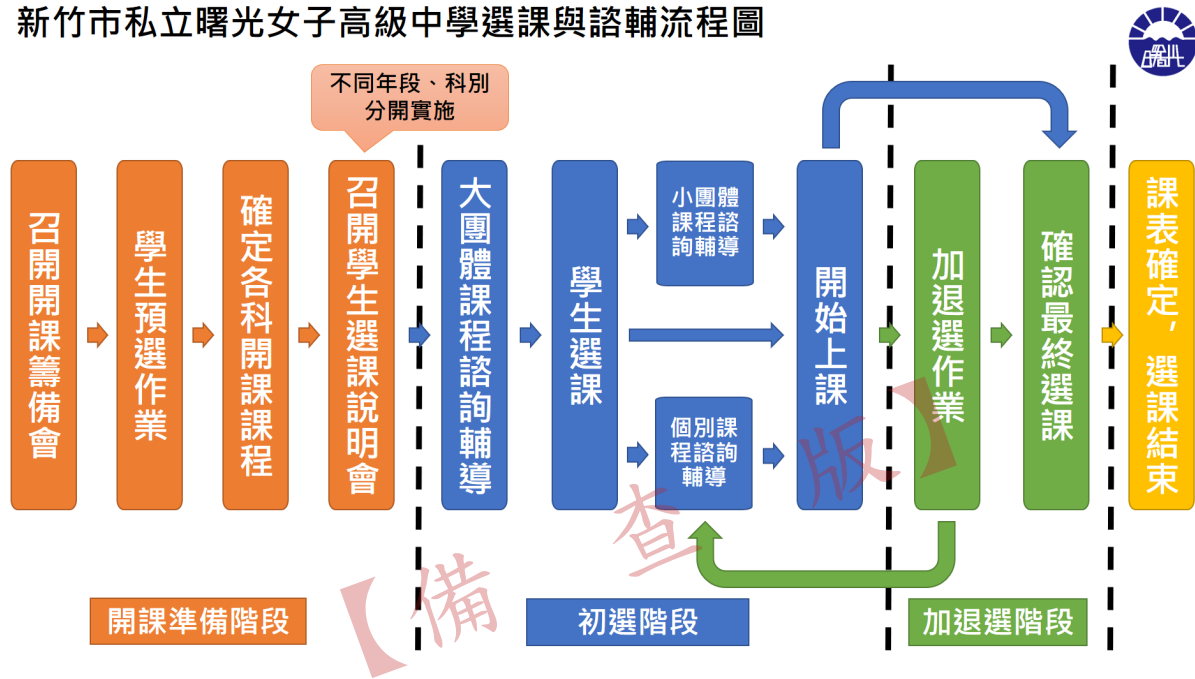 新竹市私立曙光女子高級中學選課與諮輔流程圖
曙光
不同年段、科別
分開實施
召開開課籌備會
學生預選作業
確定各科開課課程
召開學生選課說明會
大團體課程諮詢輔導
學生選課
小團體
課程諮
詢輔導
個別課
程諮詢
輔導
開始上課
加退選作業
確認最終選課
課表確定，選課結束
【備查版】
開課準備階段
初選階段
加退選階段